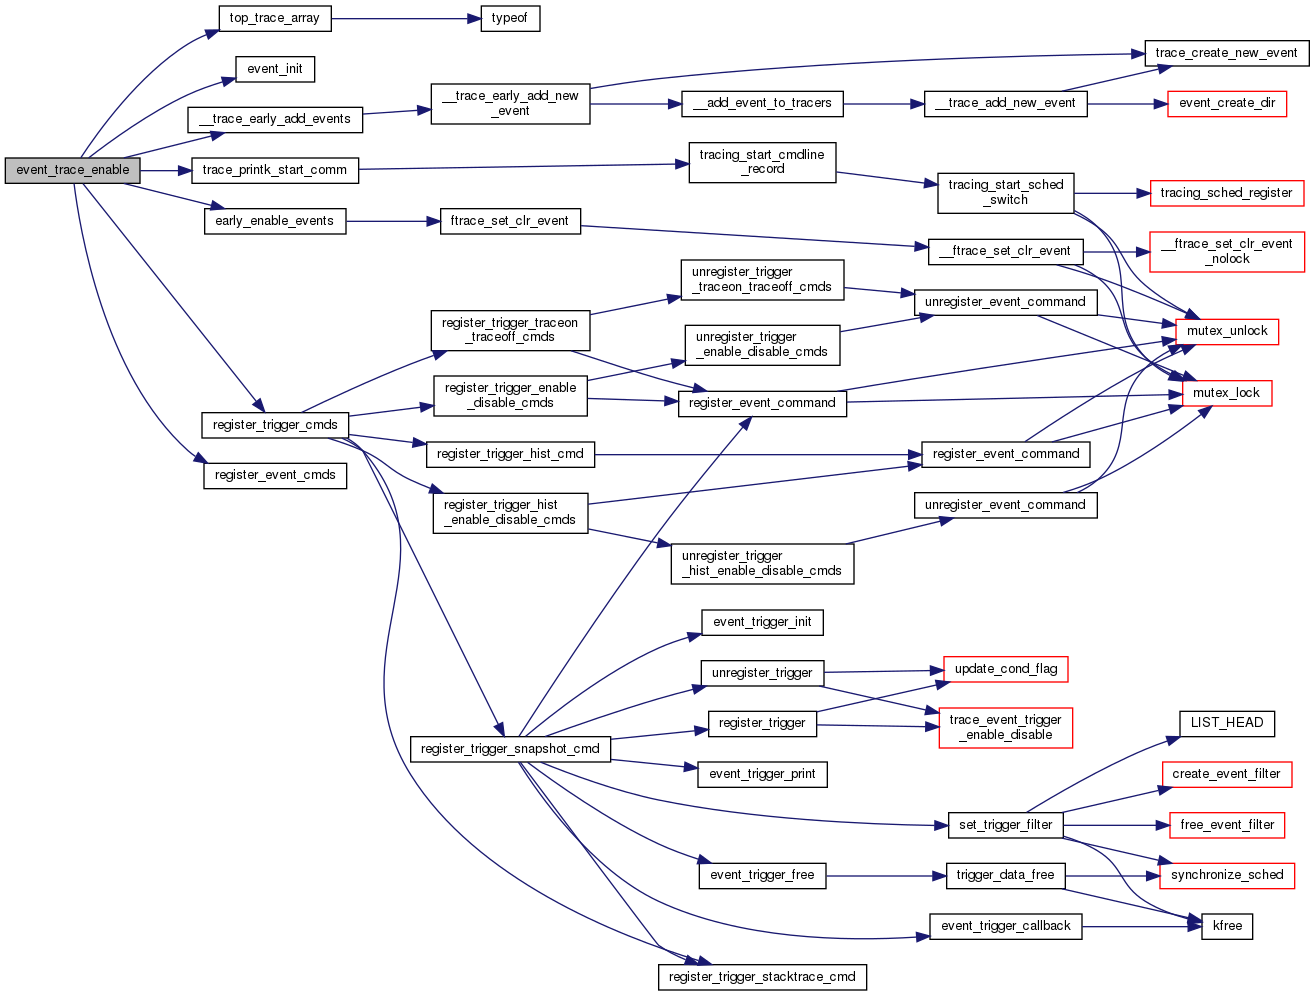 top_trace_array
typeof
event_init
trace_create_new_event
__trace_early_add_new
_event
__trace_early_add_events
__add_event_to_tracers
__trace_add_new_event
event_create_dir
event_trace_enable
trace_printk_start_comm
tracing_start_cmdline
_record
tracing_start_sched
_switch
tracing_sched_register
early_enable_events
ftrace_set_clr_event
__ftrace_set_clr_event
__ftrace_set_clr_event
_nolock
unregister_trigger
_traceon_traceoff_cmds
unregister_event_command
register_trigger_traceon
_traceoff_cmds
unregister_trigger
_enable_disable_cmds
mutex_unlock
register_trigger_enable
_disable_cmds
register_event_command
mutex_lock
register_trigger_cmds
register_trigger_hist_cmd
register_event_command
register_event_cmds
register_trigger_hist
_enable_disable_cmds
unregister_event_command
unregister_trigger
_hist_enable_disable_cmds
event_trigger_init
unregister_trigger
update_cond_flag
register_trigger
trace_event_trigger
_enable_disable
LIST_HEAD
register_trigger_snapshot_cmd
event_trigger_print
create_event_filter
set_trigger_filter
free_event_filter
event_trigger_free
trigger_data_free
synchronize_sched
event_trigger_callback
kfree
register_trigger_stacktrace_cmd